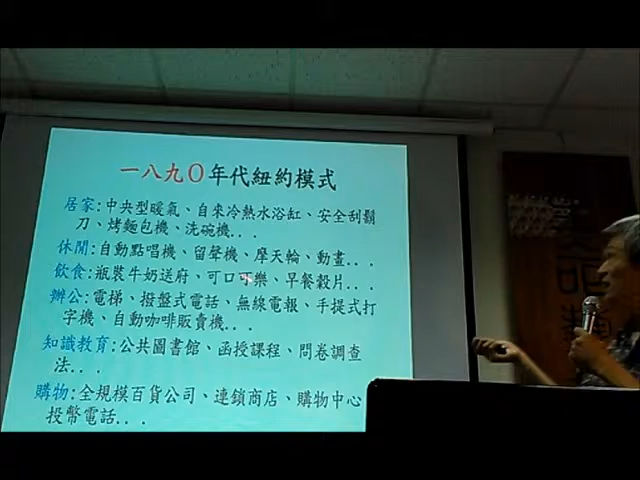 一八九〇年代紐約模式
居家:中央型暖氣、自來冷熱水浴缸、安全刮鬍
刀、烤麵包機、洗碗機...
休閒:自動點唱機、留聲機、摩天輪、動畫...
飲食:瓶裝牛奶送府、可口可樂、早餐穀片...
辦公:電梯、撥盤式電話、無線電報、手提式打
字機、自動咖啡販賣機...
知識教育:公共圖書館、函授課程、問卷調查
法...
購物:全規模百貨公司、連鎖商店、購物中心
投幣電話...